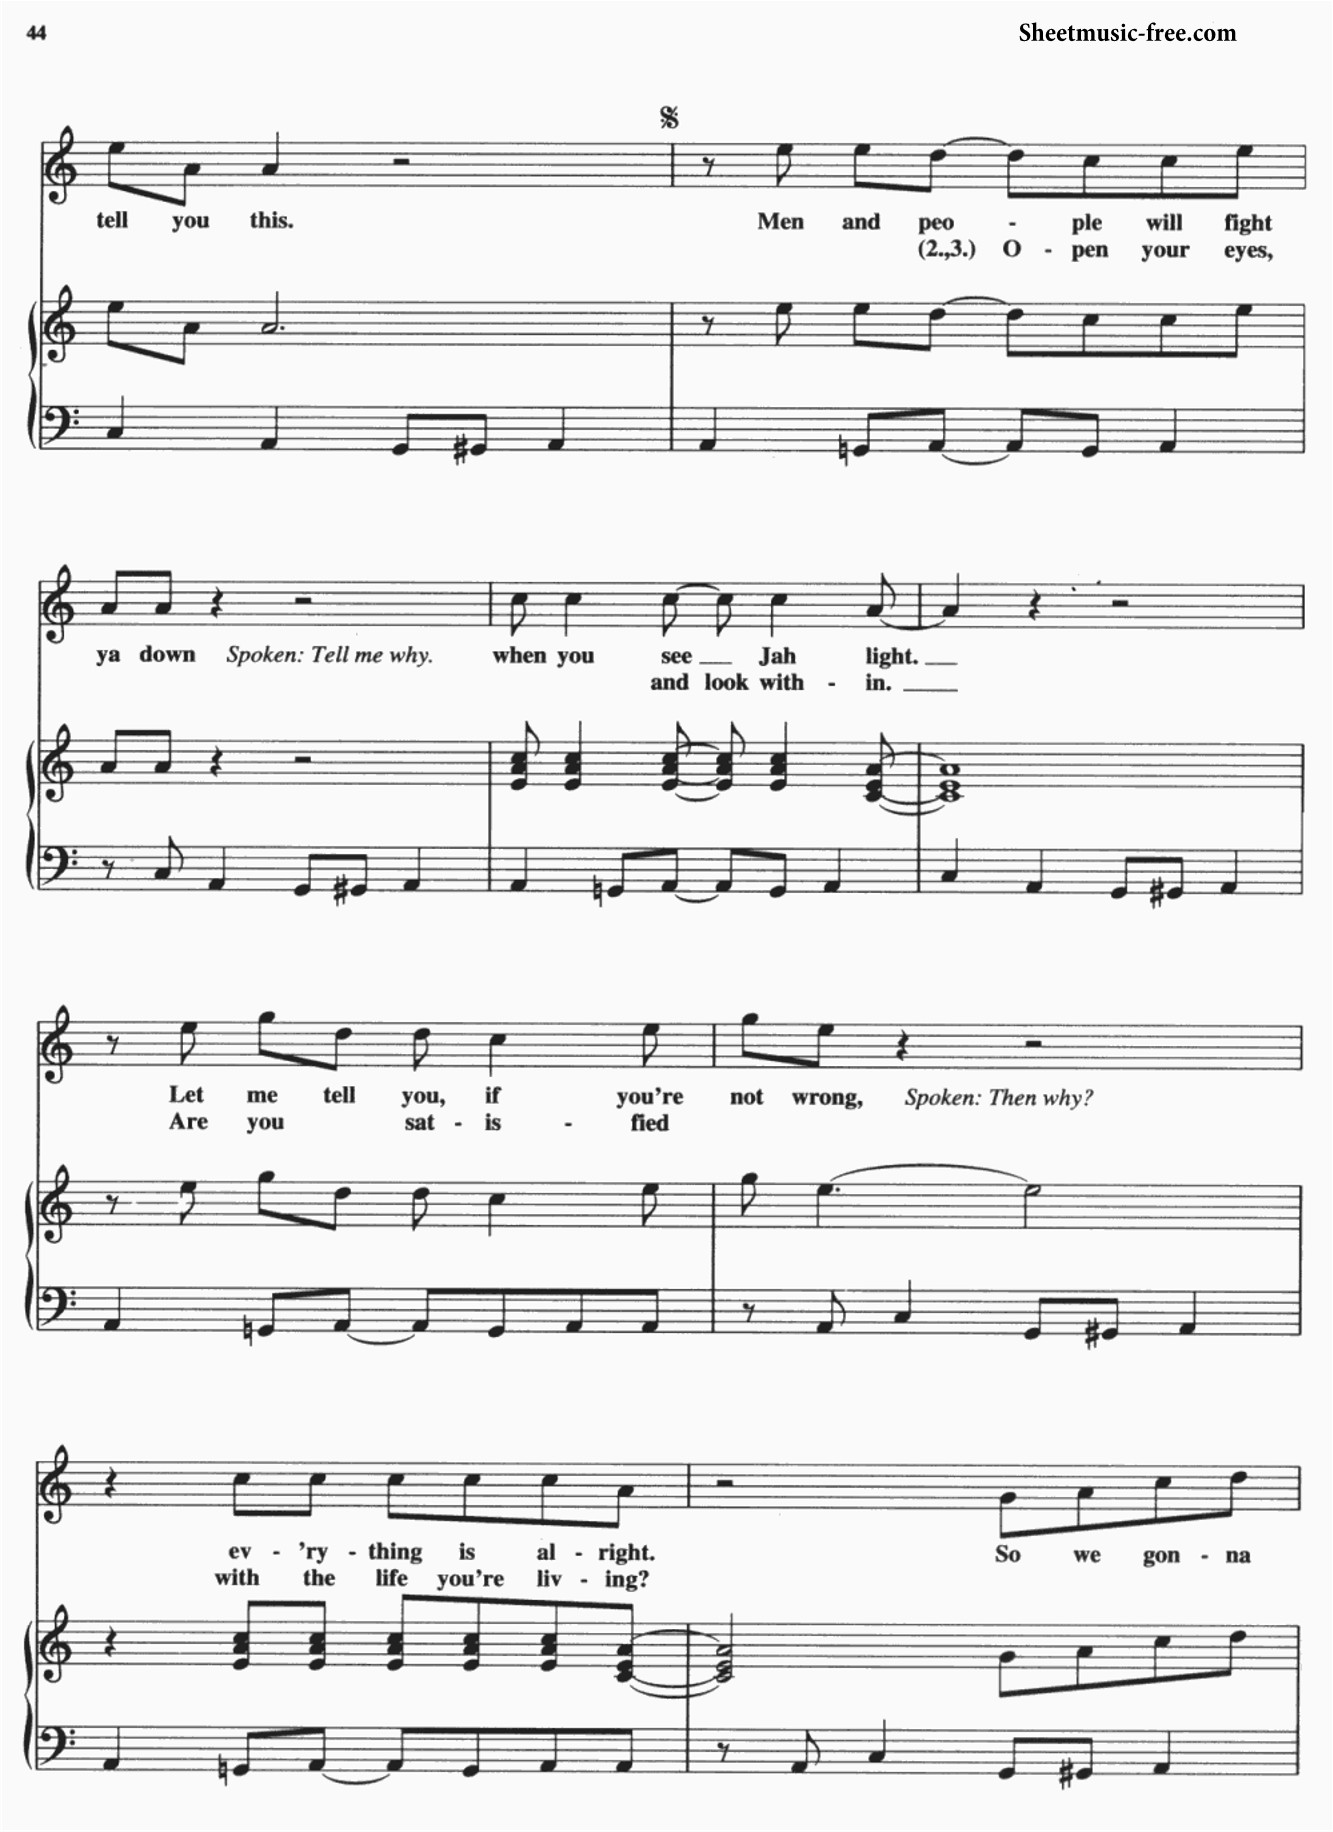 44
Sheetmusic-free.com
tell you this. Men and peo - ple will fight
(2.,3.) O - pen your eyes,
ya down Spoken: Tell me why. when you see Jah light.
and look with - in.
Let me tell you, if you're not wrong, Spoken: Then why?
Are you sat - is - fied
ev - 'ry - thing is al - right. So we gon - na
with the life you're liv - ing?